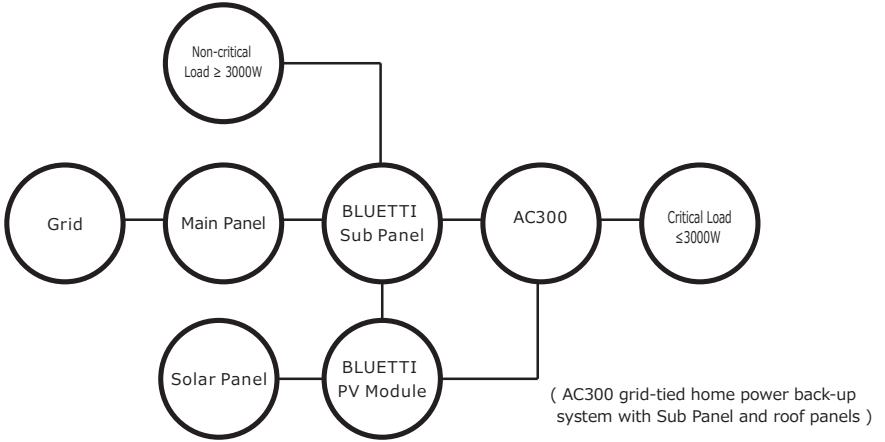 Non-critical
Load ≥ 3000W
Grid
Main Panel
BLUETTI
Sub Panel
AC300
Critical Load
≤3000W
Solar Panel
BLUETTI
PV Module
( AC300 grid-tied home power back-up
system with Sub Panel and roof panels )